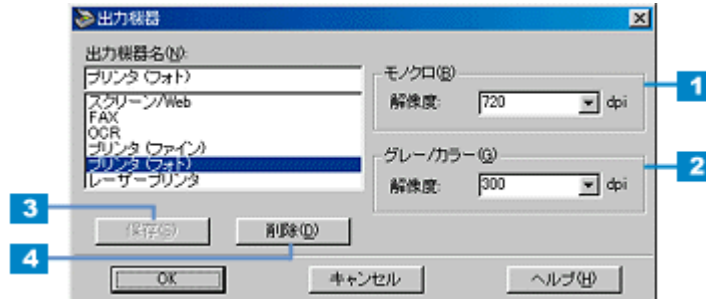 出力機器
出力機器名(N):
プリンタ (フォト)
スクリーン/Web
FAX
OCR
プリンタ (ファイン)
プリンタ (フォト)
レーザープリンタ
モノクロ(B)
解像度: 720 dpi
1
グレー/カラー(G)
解像度: 300 dpi
2
3
保存(S)
削除(D)
4
OK
キャンセル
ヘルプ(H)